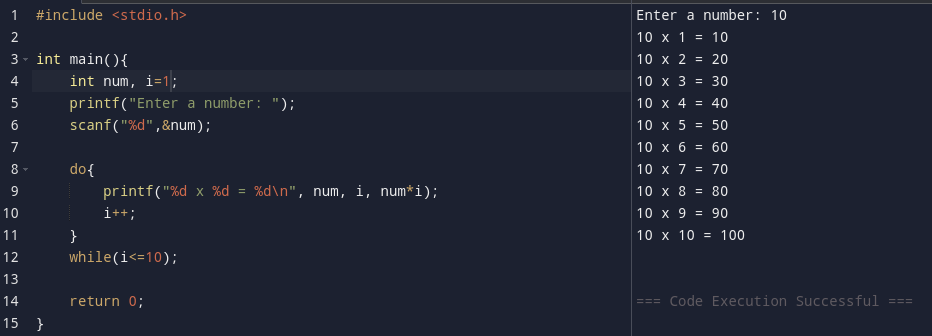 1 #include <stdio.h>
2
3 int main(){
4     int num, i=1;
5     printf("Enter a number: ");
6     scanf("%d",&num);
7
8     do{
9         printf("%d x %d = %d\n", num, i, num*i);
10         i++;
11     }
12     while(i<=10);
13
14     return 0;
15 }
Enter a number: 10
10 x 1 = 10
10 x 2 = 20
10 x 3 = 30
10 x 4 = 40
10 x 5 = 50
10 x 6 = 60
10 x 7 = 70
10 x 8 = 80
10 x 9 = 90
10 x 10 = 100
=== Code Execution Successful ===